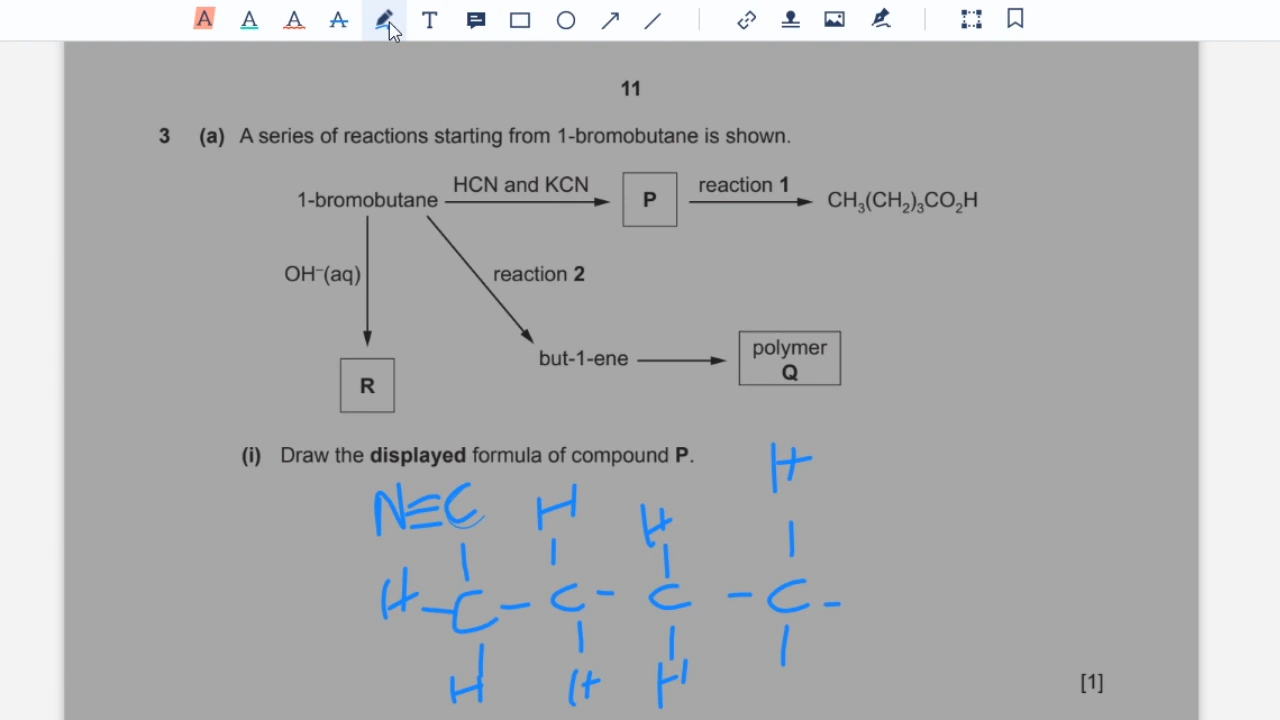 A A A A T
11
3 (a) A series of reactions starting from 1-bromobutane is shown.
1-bromobutane HCN and KCN P reaction 1 CH₃(CH₂)₃CO₂H
OH⁻(aq) reaction 2
but-1-ene polymer Q
R
(i) Draw the displayed formula of compound P.
H
N≡C H H
H–C–C–C–C–
H H H
[1]